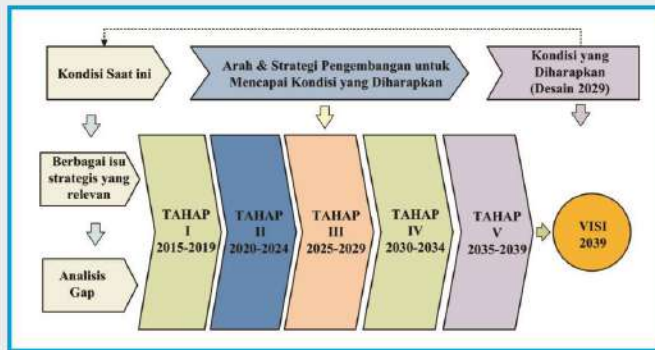 Kondisi Saat ini
Arah & Strategi Pengembangan untuk
Mencapai Kondisi yang Diharapkan
Kondisi yang
Diharapkan
(Desain 2029)
Berbagai isu
strategis yang
relevan
Analisis
Gap
TAHAP
I
2015-2019
TAHAP
II
2020-2024
TAHAP
III
2025-2029
TAHAP
IV
2030-2034
TAHAP
V
2035-2039
VISI
2039